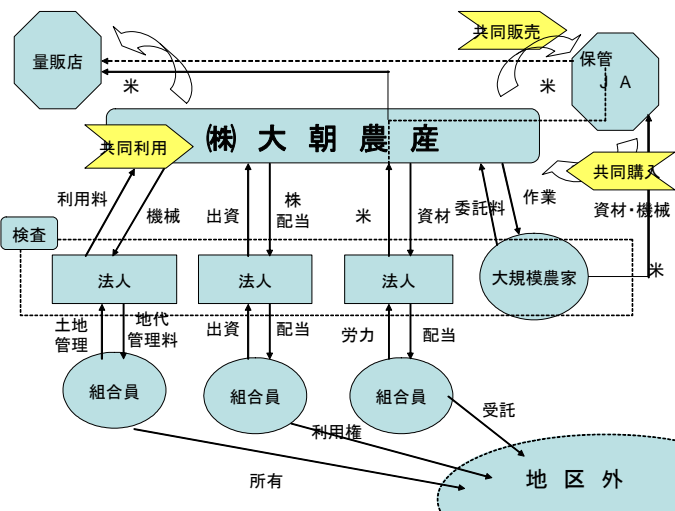 共同販売
量販店
保管
JA
米
米
㈱大朝農産
共同利用
共同購入
利用料
機械
出資
株
配当
米
資材
委託料
作業
資材・機械
検査
法人
法人
法人
大規模農家
米
土地
管理
地代
管理料
出資
配当
労力
配当
組合員
組合員
組合員
利用権
受託
所有
地区外